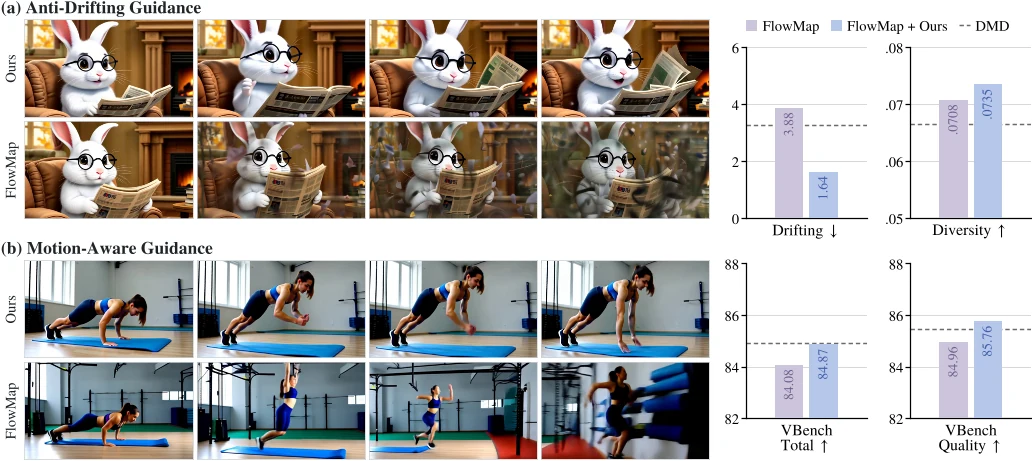 (a) Anti-Drifting Guidance
Ours
FlowMap
(b) Motion-Aware Guidance
Ours
FlowMap
FlowMap FlowMap + Ours DMD
6
4
2
0
3.88
1.64
Drifting ↓
.08
.07
.06
.05
.0708
.0735
Diversity ↑
88
86
84
82
84.08
84.87
VBench
Total ↑
88
86
84
82
84.96
85.76
VBench
Quality ↑